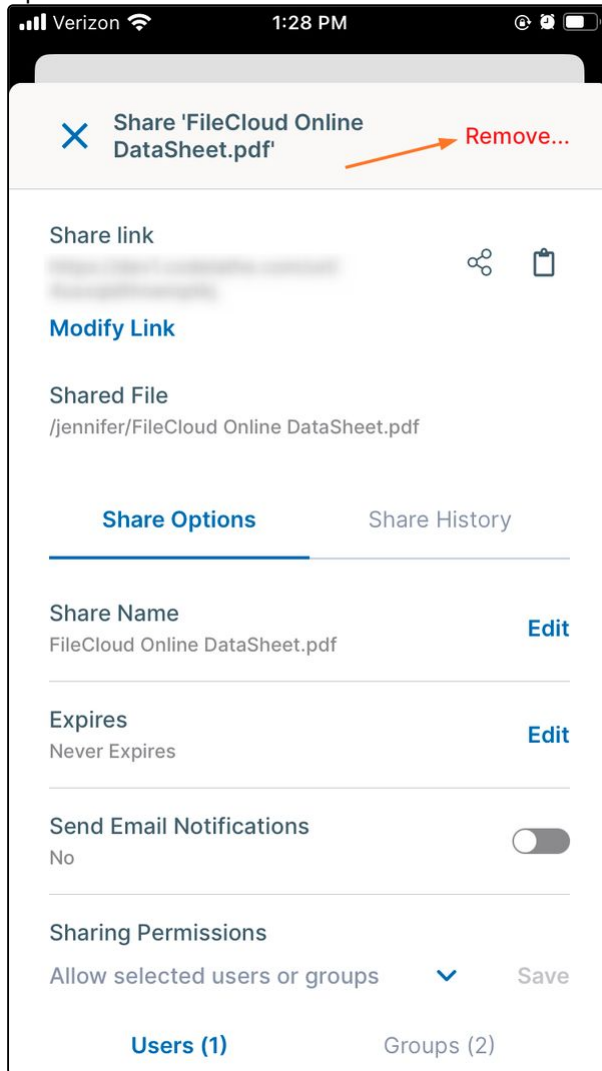 Verizon 1:28 PM
Share 'FileCloud Online
DataSheet.pdf'
Remove...
Share link
Modify Link
Shared File
/jennifer/FileCloud Online DataSheet.pdf
Share Options Share History
Share Name
FileCloud Online DataSheet.pdf
Edit
Expires
Never Expires
Edit
Send Email Notifications
No
Sharing Permissions
Allow selected users or groups Save
Users (1) Groups (2)